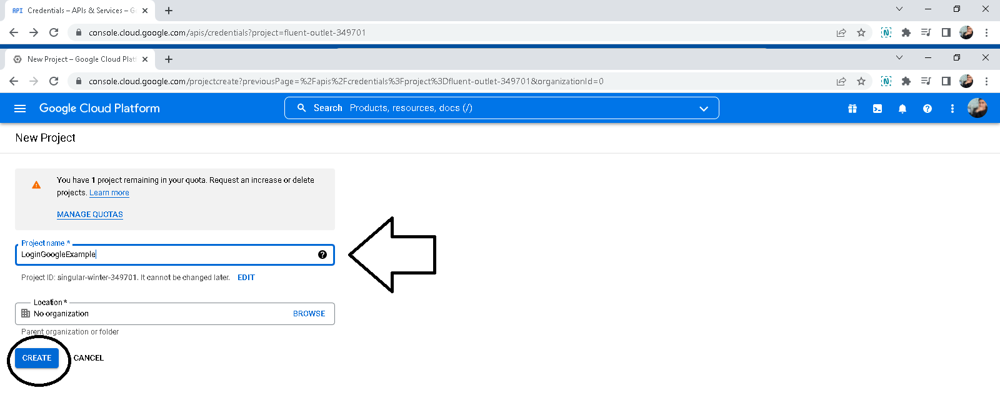 API Credentials – APIs & Services – G
console.cloud.google.com/apis/credentials?project=fluent-outlet-349701
New Project – Google Cloud Plat
console.cloud.google.com/projectcreate?previousPage=%2Fapis%2Fcredentials%3Fproject%3Dfluent-outlet-349701&organizationId=0
Google Cloud Platform
Search Products, resources, docs (/)
New Project
You have 1 project remaining in your quota. Request an increase or delete
projects. Learn more
MANAGE QUOTAS
Project name *
LoginGoogleExample
Project ID: singular-winter-349701. It cannot be changed later. EDIT
Location *
No organization BROWSE
Parent organization or folder
CREATE CANCEL